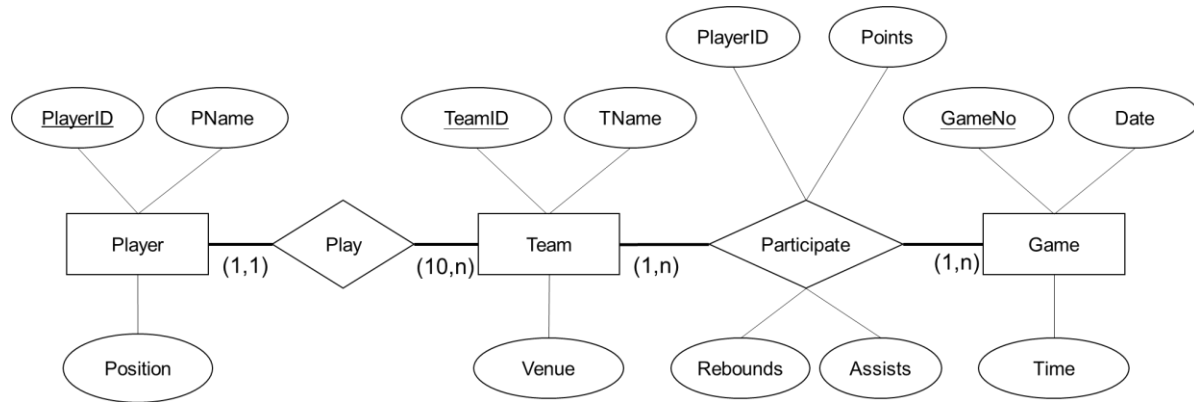 PlayerID
Points
PlayerID
PName
TeamID
TName
GameNo
Date
Player
Play
Team
Participate
Game
(1,1)
(10,n)
(1,n)
(1,n)
Position
Venue
Rebounds
Assists
Time